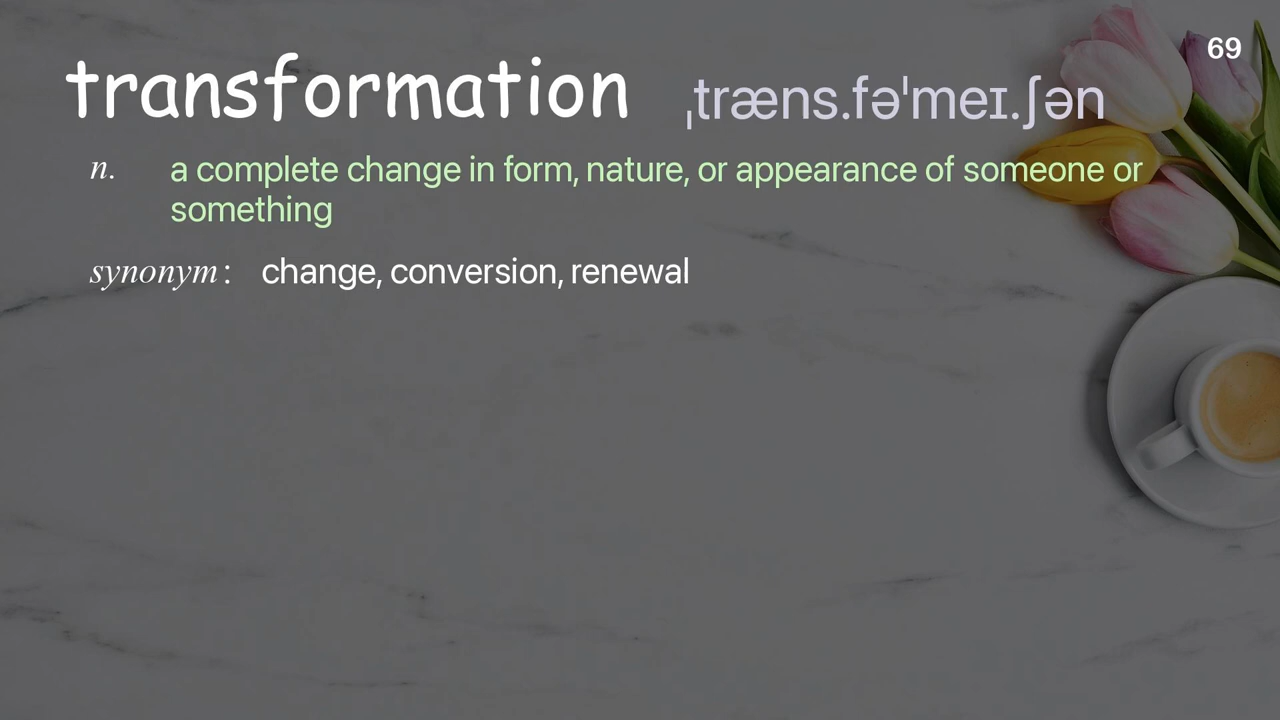 69
transformation ˌtræns.fəˈmeɪ.ʃən
n. a complete change in form, nature, or appearance of someone or
something
synonym: change, conversion, renewal